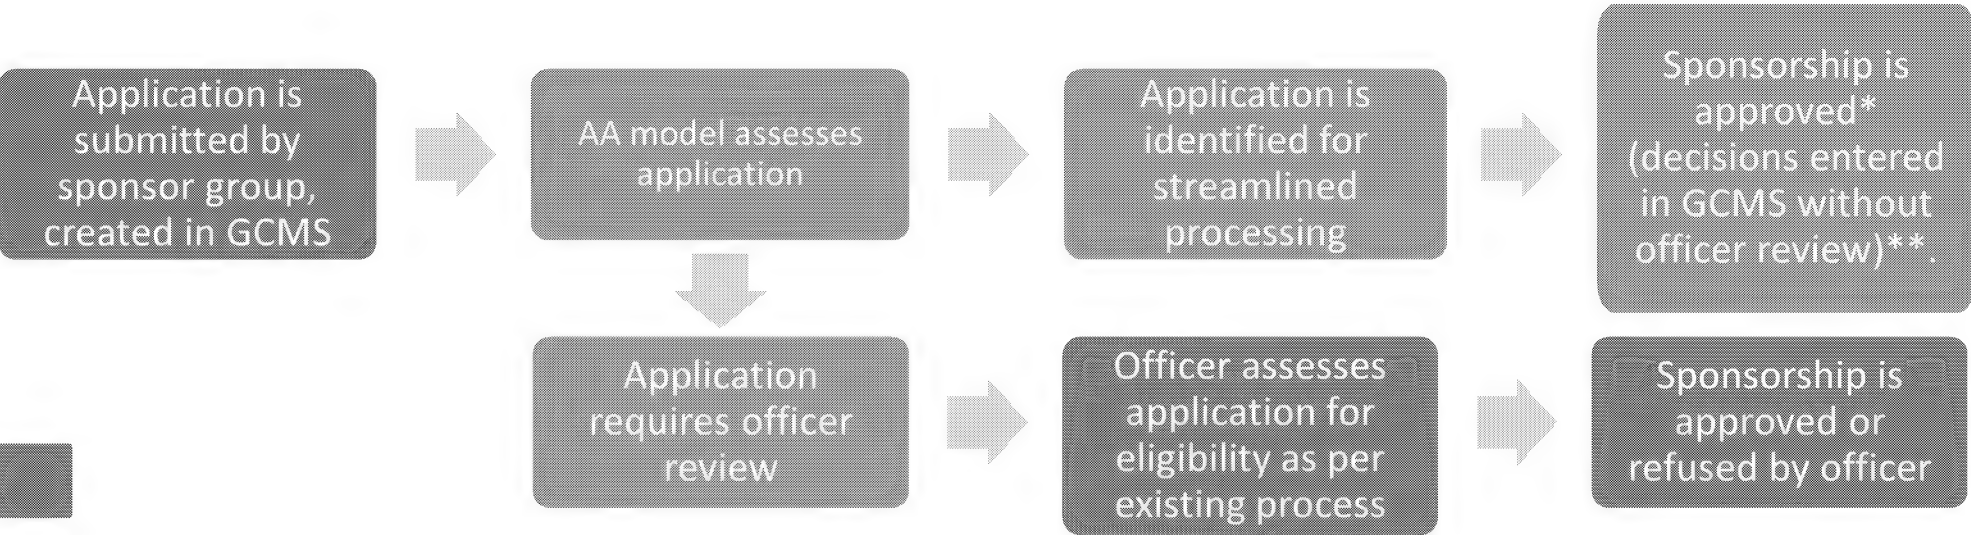 Application is
submitted by
sponsor group,
created in GCMS
AA model assesses
application
Application is
identified for
streamlined
processing
Sponsorship is
approved*
(decisions entered
in GCMS without
officer review)**.
Application
requires officer
review
Officer assesses
application for
eligibility as per
existing process
Sponsorship is
approved or
refused by officer